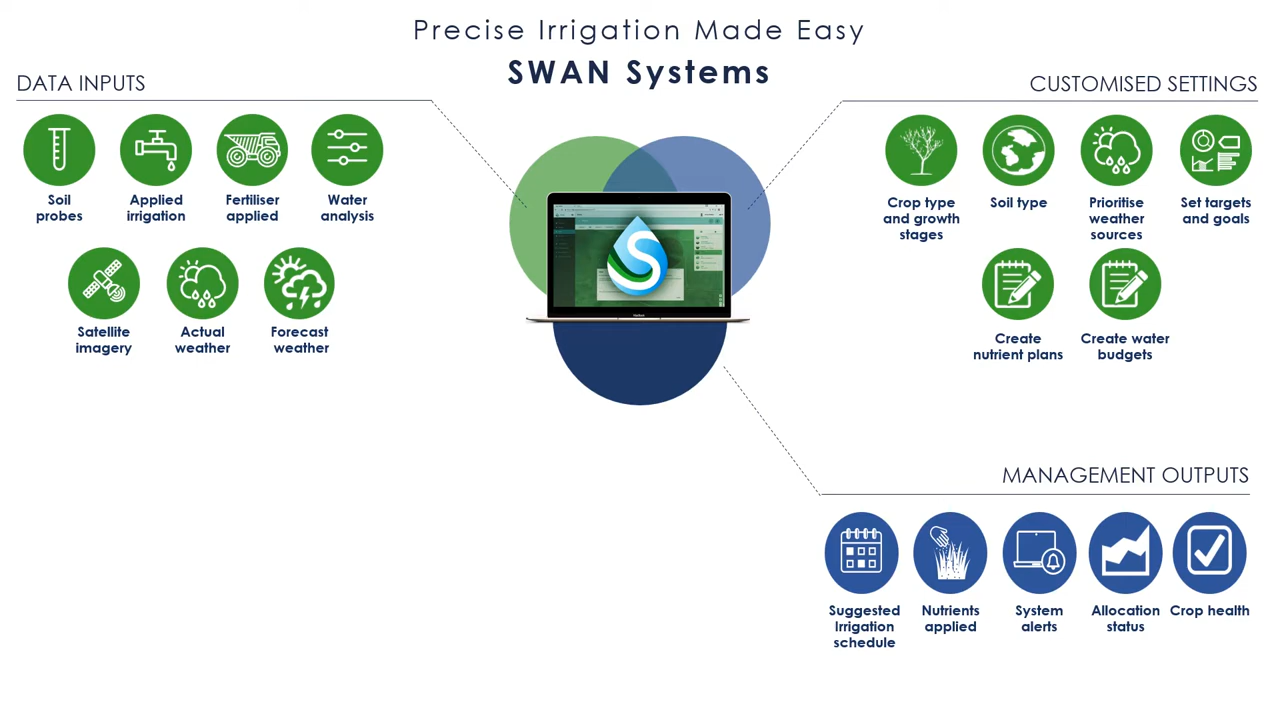 Precise Irrigation Made Easy
SWAN Systems
DATA INPUTS
Soil
probes
Applied
irrigation
Fertiliser
applied
Water
analysis
Satellite
imagery
Actual
weather
Forecast
weather
CUSTOMISED SETTINGS
Crop type
and growth
stages
Soil type
Prioritise
weather
sources
Set targets
and goals
Create
nutrient plans
Create water
budgets
MANAGEMENT OUTPUTS
Suggested
Irrigation
schedule
Nutrients
applied
System
alerts
Allocation
status
Crop health